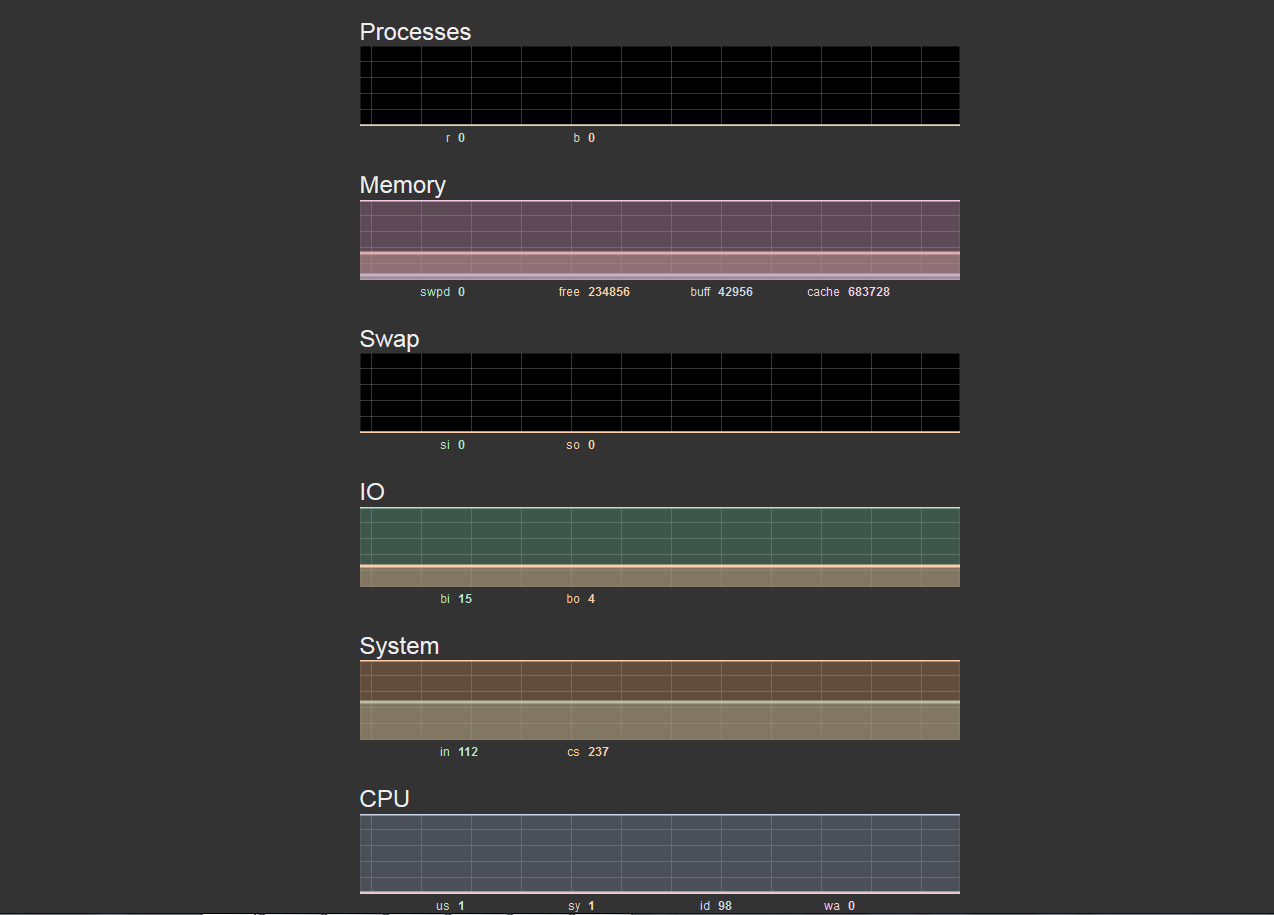 Processes
r 0 b 0
Memory
swpd 0 free 234856 buff 42956 cache 683728
Swap
si 0 so 0
IO
bi 15 bo 4
System
in 112 cs 237
CPU
us 1 sy 1 id 98 wa 0